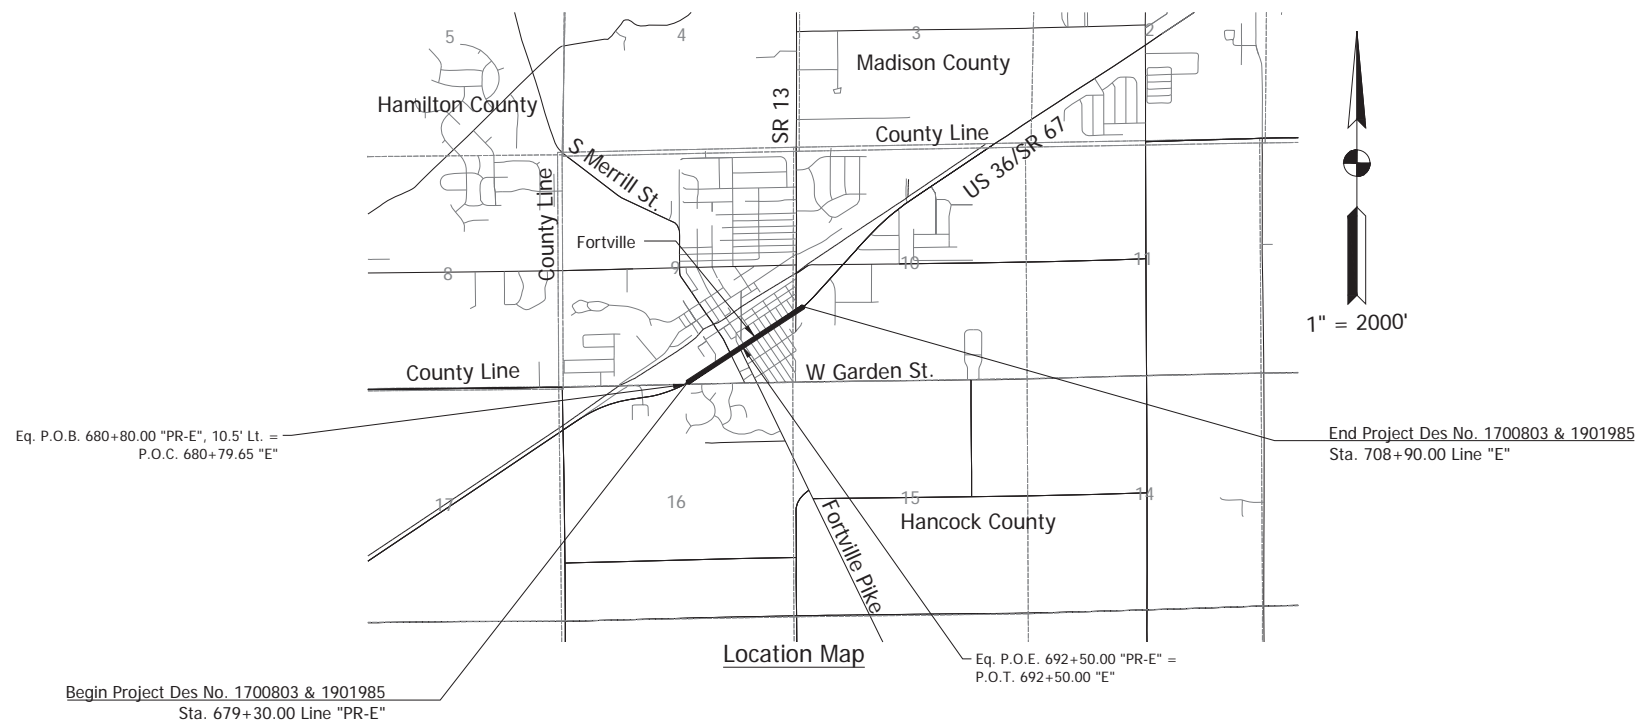 5
4
3
2
Madison County
Hamilton County
SR 13
County Line
US 36/SR 67
S Merrill St.
County Line
Fortville
8
9
10
11
1" = 2000'
County Line
W Garden St.
Eq. P.O.B. 680+80.00 "PR-E", 10.5' Lt. =
P.O.C. 680+79.65 "E"
End Project Des No. 1700803 & 1901985
Sta. 708+90.00 Line "E"
17
16
15
14
Hancock County
Fortville Pike
Location Map
Eq. P.O.E. 692+50.00 "PR-E" =
P.O.T. 692+50.00 "E"
Begin Project Des No. 1700803 & 1901985
Sta. 679+30.00 Line "PR-E"